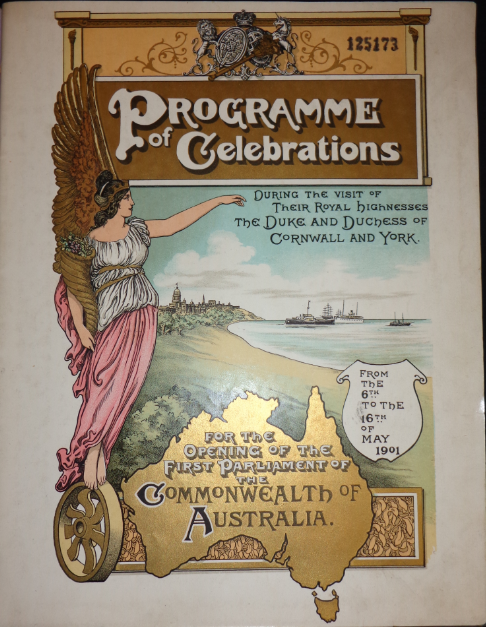 125173
PROGRAMME
of Celebrations
DURING THE VISIT OF
THEIR ROYAL HIGHNESSES
THE DUKE AND DUCHESS OF
CORNWALL AND YORK.
FROM
THE
6TH
TO THE
16TH
OF
MAY
1901
FOR THE
OPENING OF THE
FIRST PARLIAMENT OF
THE
COMMONWEALTH OF
AUSTRALIA.